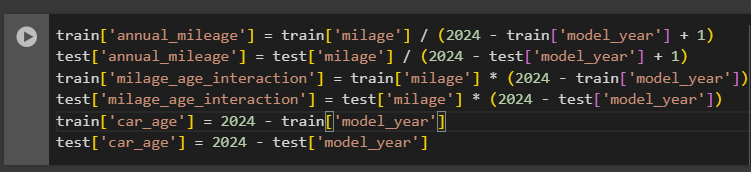 train['annual_mileage'] = train['milage'] / (2024 - train['model_year'] + 1)
test['annual_mileage'] = test['milage'] / (2024 - test['model_year'] + 1)
train['milage_age_interaction'] = train['milage'] * (2024 - train['model_year'])
test['milage_age_interaction'] = test['milage'] * (2024 - test['model_year'])
train['car_age'] = 2024 - train['model_year']
test['car_age'] = 2024 - test['model_year']